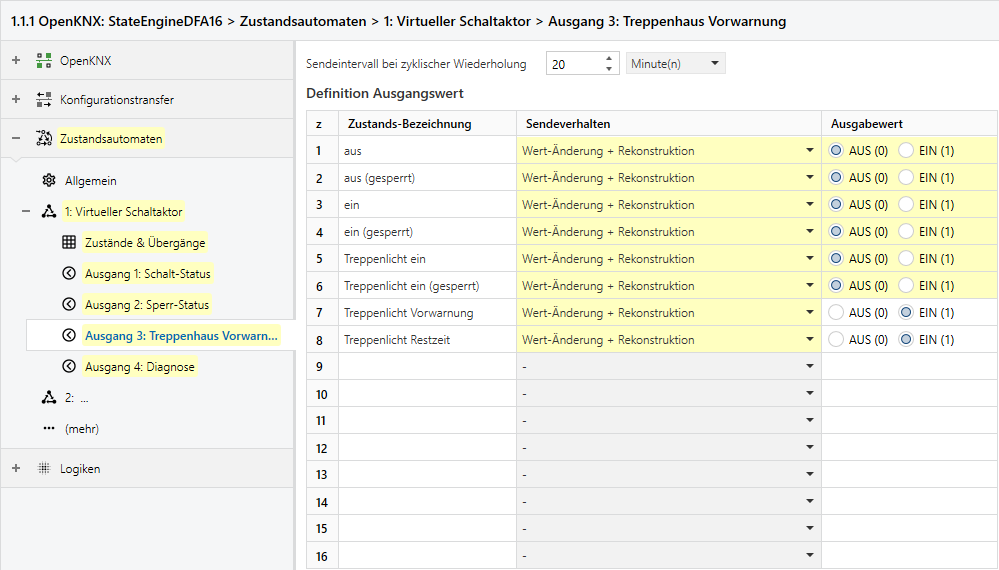 1.1.1 OpenKNX: StateEngineDFA16 > Zustandsautomaten > 1: Virtueller Schaltaktor > Ausgang 3: Treppenhaus Vorwarnung
+ OpenKNX
+ Konfigurationstransfer
− Zustandsautomaten
Allgemein
− 1: Virtueller Schaltaktor
Zustände & Übergänge
Ausgang 1: Schalt-Status
Ausgang 2: Sperr-Status
Ausgang 3: Treppenhaus Vorwarn...
Ausgang 4: Diagnose
2: ...
(mehr)
+ Logiken
Sendeintervall bei zyklischer Wiederholung 20 Minute(n)
Definition Ausgangswert
z Zustands-Bezeichnung Sendeverhalten Ausgabewert
1 aus Wert-Änderung + Rekonstruktion AUS (0) EIN (1)
2 aus (gesperrt) Wert-Änderung + Rekonstruktion AUS (0) EIN (1)
3 ein Wert-Änderung + Rekonstruktion AUS (0) EIN (1)
4 ein (gesperrt) Wert-Änderung + Rekonstruktion AUS (0) EIN (1)
5 Treppenlicht ein Wert-Änderung + Rekonstruktion AUS (0) EIN (1)
6 Treppenlicht ein (gesperrt) Wert-Änderung + Rekonstruktion AUS (0) EIN (1)
7 Treppenlicht Vorwarnung Wert-Änderung + Rekonstruktion AUS (0) EIN (1)
8 Treppenlicht Restzeit Wert-Änderung + Rekonstruktion AUS (0) EIN (1)
9 -
10 -
11 -
12 -
13 -
14 -
15 -
16 -